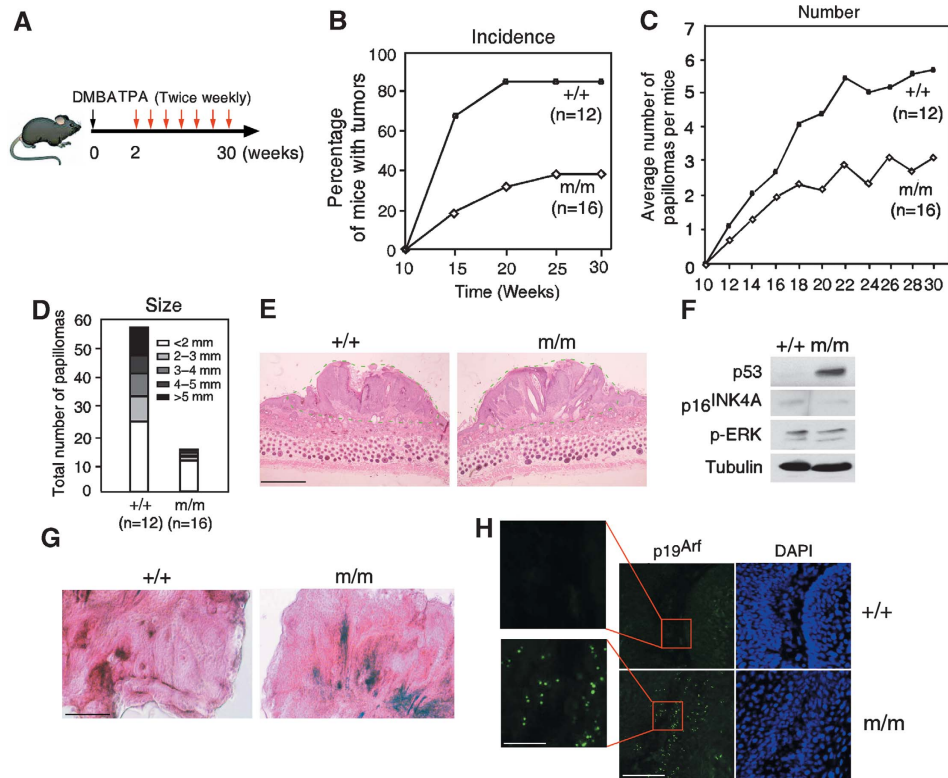 A
DMBA TPA (Twice weekly)
0 2 30 (weeks)
B
Incidence
Percentage
of mice with tumors
100
80
60
40
20
0
10 15 20 25 30
Time (Weeks)
+/+
(n=12)
m/m
(n=16)
C
Number
Average number of
papillomas per mice
7
6
5
4
3
2
1
0
10 12 14 16 18 20 22 24 26 28 30
+/+
(n=12)
m/m
(n=16)
D
Size
Total number of papillomas
60
50
40
30
20
10
0
<2 mm
2–3 mm
3–4 mm
4–5 mm
>5 mm
+/+ m/m
(n=12) (n=16)
E
+/+ m/m
F
+/+ m/m
p53
p16INK4A
p-ERK
Tubulin
G
+/+ m/m
H
p19Arf DAPI
+/+
m/m